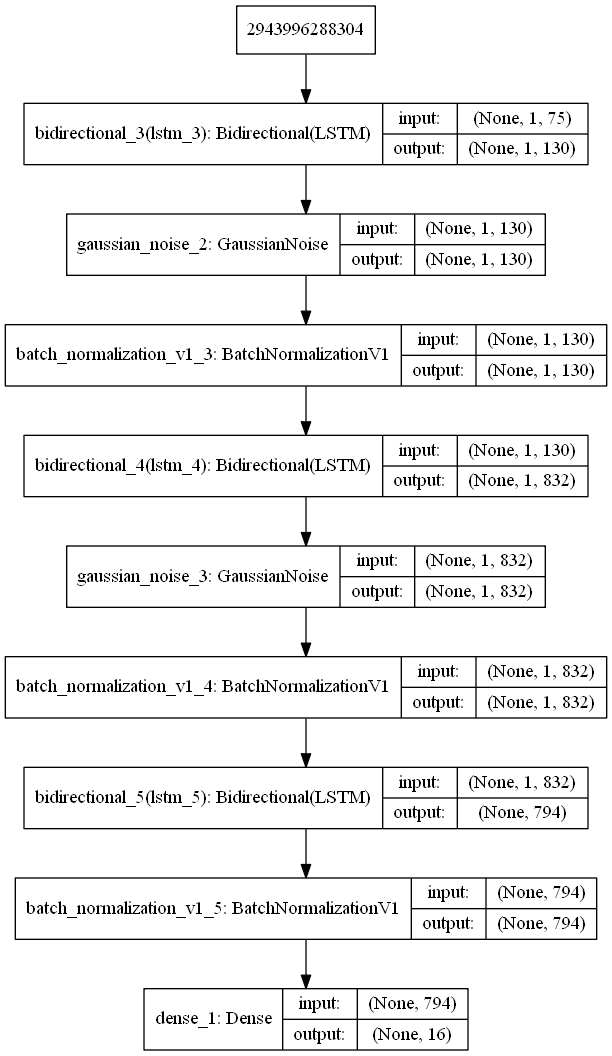 2943996288304
bidirectional_3(lstm_3): Bidirectional(LSTM)
input: (None, 1, 75)
output: (None, 1, 130)
gaussian_noise_2: GaussianNoise
input: (None, 1, 130)
output: (None, 1, 130)
batch_normalization_v1_3: BatchNormalizationV1
input: (None, 1, 130)
output: (None, 1, 130)
bidirectional_4(lstm_4): Bidirectional(LSTM)
input: (None, 1, 130)
output: (None, 1, 832)
gaussian_noise_3: GaussianNoise
input: (None, 1, 832)
output: (None, 1, 832)
batch_normalization_v1_4: BatchNormalizationV1
input: (None, 1, 832)
output: (None, 1, 832)
bidirectional_5(lstm_5): Bidirectional(LSTM)
input: (None, 1, 832)
output: (None, 794)
batch_normalization_v1_5: BatchNormalizationV1
input: (None, 794)
output: (None, 794)
dense_1: Dense
input: (None, 794)
output: (None, 16)